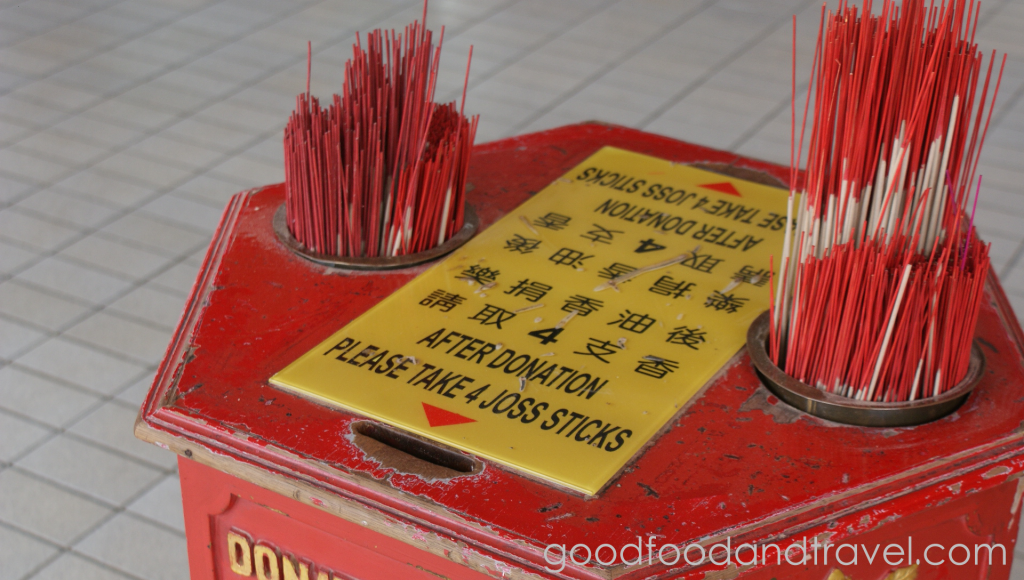 樂捐香油後
請取4支香
AFTER DONATION
PLEASE TAKE 4 JOSS STICKS
樂捐香油後
請取4支香
AFTER DONATION
SE TAKE 4 JOSS STICKS
DON
goodfoodandtravel.com